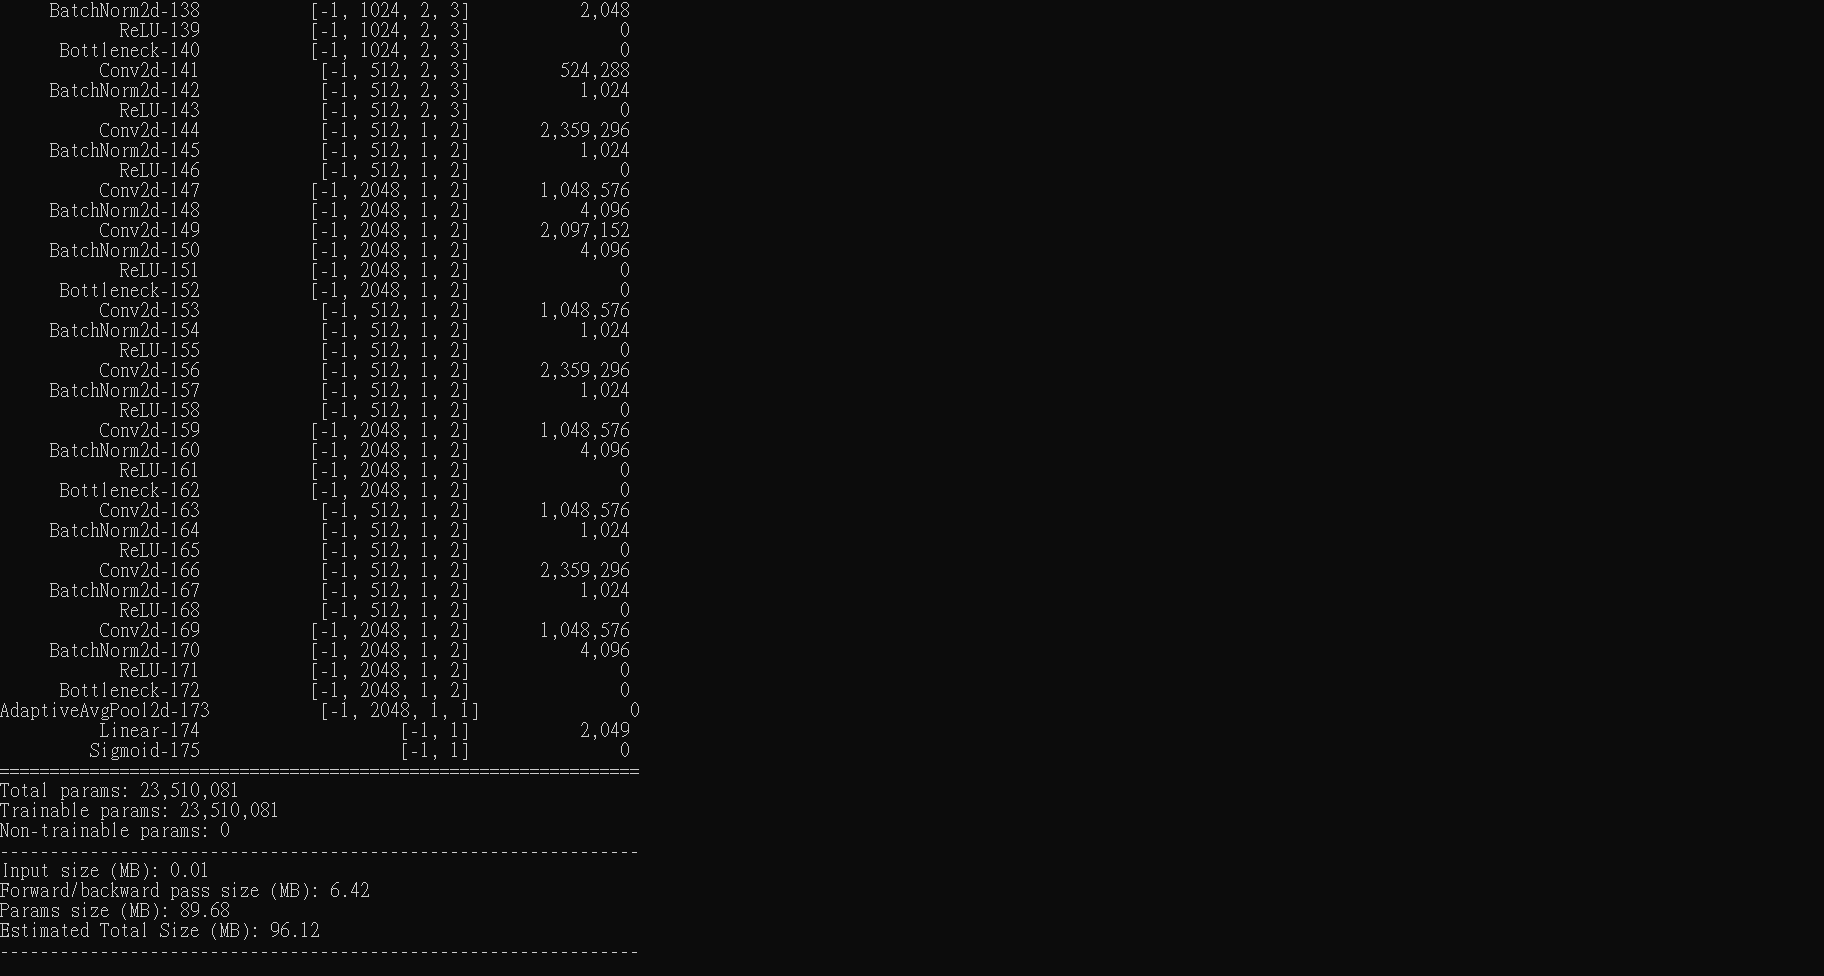 BatchNorm2d-138 [-1, 1024, 2, 3] 2,048
ReLU-139 [-1, 1024, 2, 3] 0
Bottleneck-140 [-1, 1024, 2, 3] 0
Conv2d-141 [-1, 512, 2, 3] 524,288
BatchNorm2d-142 [-1, 512, 2, 3] 1,024
ReLU-143 [-1, 512, 2, 3] 0
Conv2d-144 [-1, 512, 1, 2] 2,359,296
BatchNorm2d-145 [-1, 512, 1, 2] 1,024
ReLU-146 [-1, 512, 1, 2] 0
Conv2d-147 [-1, 2048, 1, 2] 1,048,576
BatchNorm2d-148 [-1, 2048, 1, 2] 4,096
Conv2d-149 [-1, 2048, 1, 2] 2,097,152
BatchNorm2d-150 [-1, 2048, 1, 2] 4,096
ReLU-151 [-1, 2048, 1, 2] 0
Bottleneck-152 [-1, 2048, 1, 2] 0
Conv2d-153 [-1, 512, 1, 2] 1,048,576
BatchNorm2d-154 [-1, 512, 1, 2] 1,024
ReLU-155 [-1, 512, 1, 2] 0
Conv2d-156 [-1, 512, 1, 2] 2,359,296
BatchNorm2d-157 [-1, 512, 1, 2] 1,024
ReLU-158 [-1, 512, 1, 2] 0
Conv2d-159 [-1, 2048, 1, 2] 1,048,576
BatchNorm2d-160 [-1, 2048, 1, 2] 4,096
ReLU-161 [-1, 2048, 1, 2] 0
Bottleneck-162 [-1, 2048, 1, 2] 0
Conv2d-163 [-1, 512, 1, 2] 1,048,576
BatchNorm2d-164 [-1, 512, 1, 2] 1,024
ReLU-165 [-1, 512, 1, 2] 0
Conv2d-166 [-1, 512, 1, 2] 2,359,296
BatchNorm2d-167 [-1, 512, 1, 2] 1,024
ReLU-168 [-1, 512, 1, 2] 0
Conv2d-169 [-1, 2048, 1, 2] 1,048,576
BatchNorm2d-170 [-1, 2048, 1, 2] 4,096
ReLU-171 [-1, 2048, 1, 2] 0
Bottleneck-172 [-1, 2048, 1, 2] 0
AdaptiveAvgPool2d-173 [-1, 2048, 1, 1] 0
Linear-174 [-1, 1] 2,049
Sigmoid-175 [-1, 1] 0
================================================================
Total params: 23,510,081
Trainable params: 23,510,081
Non-trainable params: 0
----------------------------------------------------------------
Input size (MB): 0.01
Forward/backward pass size (MB): 6.42
Params size (MB): 89.68
Estimated Total Size (MB): 96.12
----------------------------------------------------------------